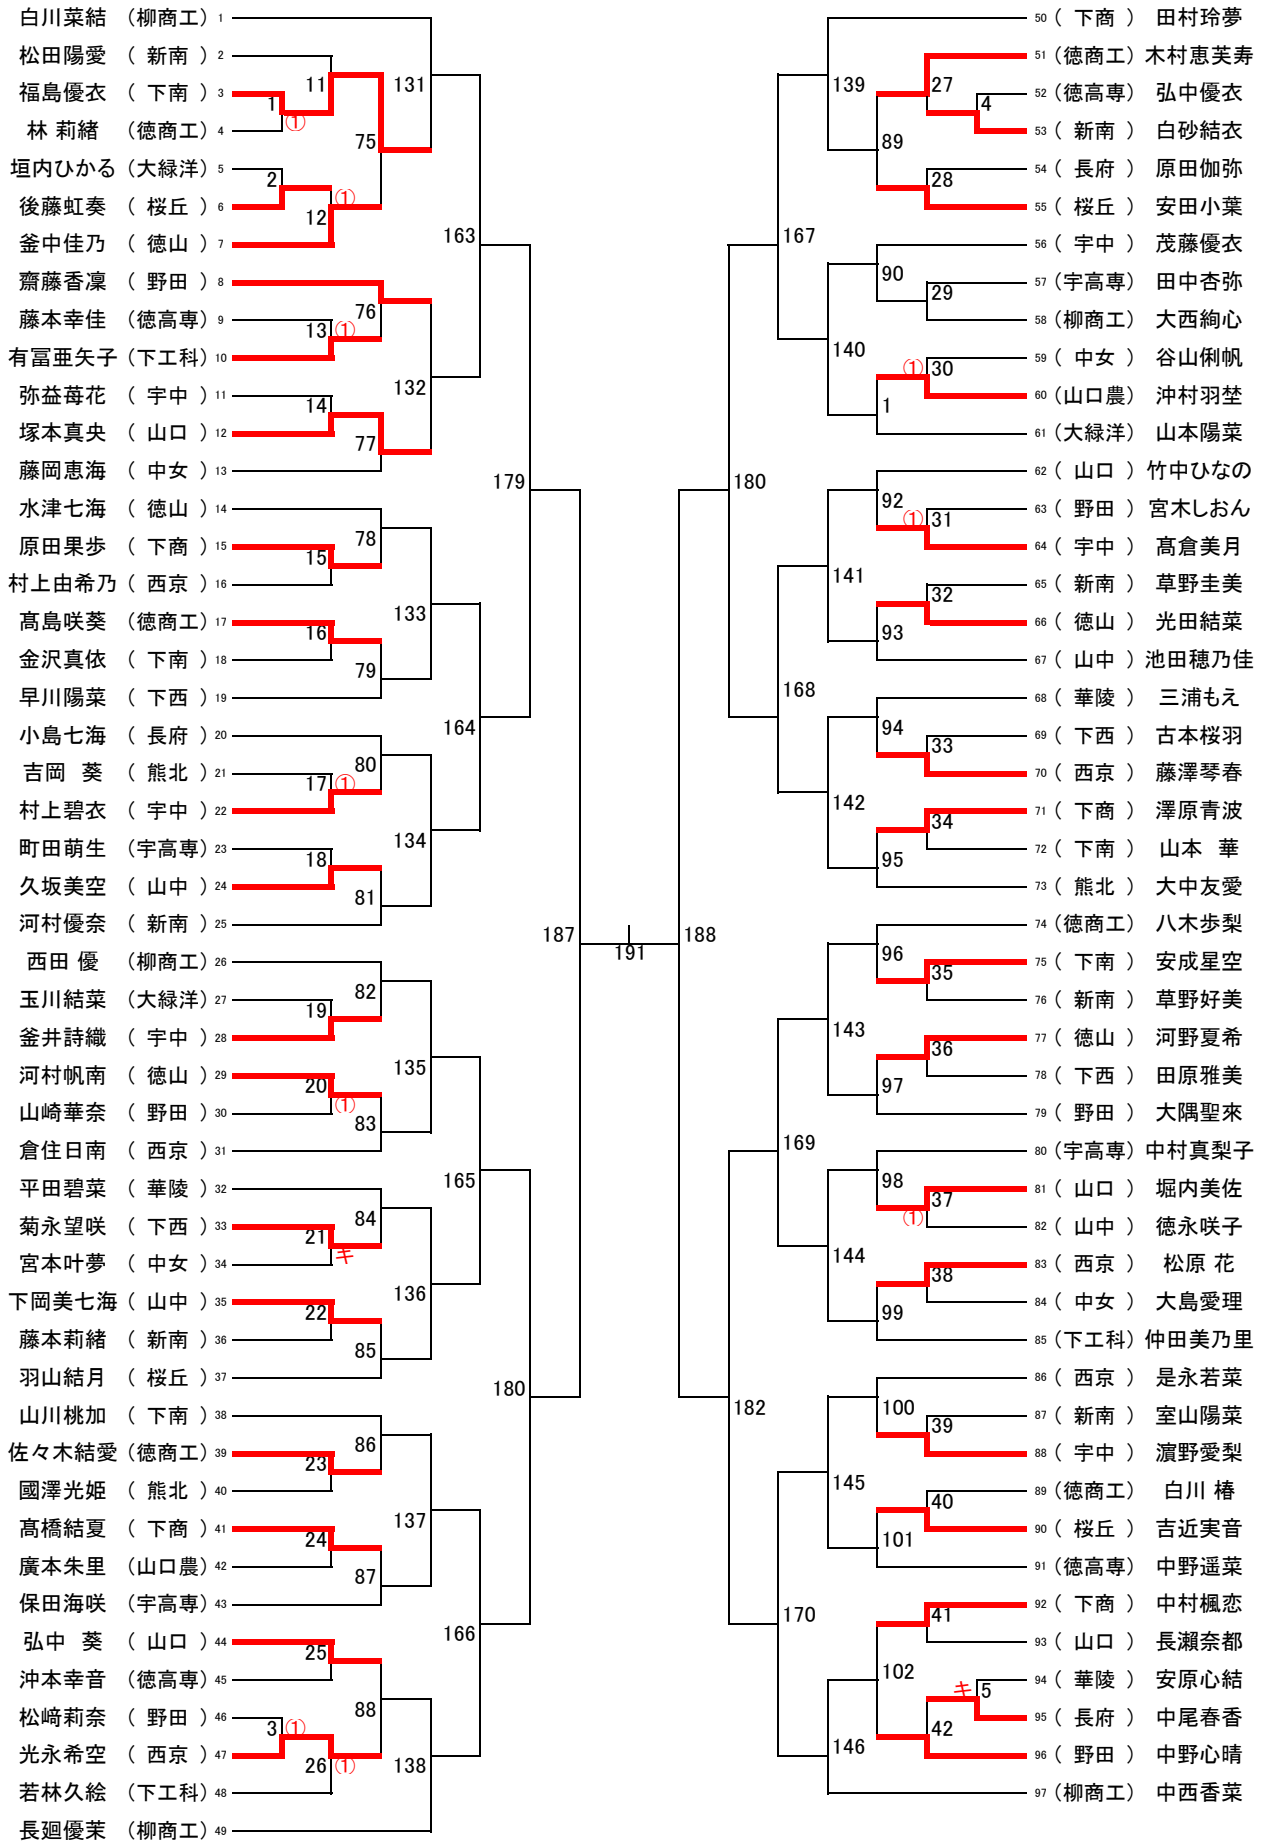 白川菜結 (柳商工) 1
松田陽愛 ( 新南 ) 2
福島優衣 ( 下南 ) 3
林 莉緒 (徳商工) 4
垣内ひかる (大緑洋) 5
後藤虹奏 ( 桜丘 ) 6
釜中佳乃 ( 徳山 ) 7
齋藤香凜 ( 野田 ) 8
藤本幸佳 (徳高専) 9
有冨亜矢子 (下工科) 10
弥益苺花 ( 宇中 ) 11
塚本真央 ( 山口 ) 12
藤岡恵海 ( 中女 ) 13
水津七海 ( 徳山 ) 14
原田果歩 ( 下商 ) 15
村上由希乃 ( 西京 ) 16
髙島咲葵 (徳商工) 17
金沢真依 ( 下南 ) 18
早川陽菜 ( 下西 ) 19
小島七海 ( 長府 ) 20
吉岡 葵 ( 熊北 ) 21
村上碧衣 ( 宇中 ) 22
町田萌生 (宇高専) 23
久坂美空 ( 山中 ) 24
河村優奈 ( 新南 ) 25
西田 優 (柳商工) 26
玉川結菜 (大緑洋) 27
釜井詩織 ( 宇中 ) 28
河村帆南 ( 徳山 ) 29
山崎華奈 ( 野田 ) 30
倉住日南 ( 西京 ) 31
平田碧菜 ( 華陵 ) 32
菊永望咲 ( 下西 ) 33
宮本叶夢 ( 中女 ) 34
下岡美七海 ( 山中 ) 35
藤本莉緒 ( 新南 ) 36
羽山結月 ( 桜丘 ) 37
山川桃加 ( 下南 ) 38
佐々木結愛 (徳商工) 39
國澤光姫 ( 熊北 ) 40
髙橋結夏 ( 下商 ) 41
廣本朱里 (山口農) 42
保田海咲 (宇高専) 43
弘中 葵 ( 山口 ) 44
沖本幸音 (徳高専) 45
松﨑莉奈 ( 野田 ) 46
光永希空 ( 西京 ) 47
若林久絵 (下工科) 48
長廻優茉 (柳商工) 49
1 ①
2
3 ①
11
12 ①
13 ①
14
15
16
17 ①
18
19
20 ①
21 キ
22
23
24
25
26 ①
75
76
77
78
79
80
81
82
83
84
85
86
87
88
131
132
133
134
135
136
137
138
163
164
165
166
179
180
187
191
188
180
182
167
168
169
170
139
140
141
142
143
144
145
146
89
90
1
92
93
94
95
96
97
98
99
100
101
102
27
28
29
① 30
① 31
32
33
34
35
36
37 ①
38
39
40
41
42
4
キ 5
50 ( 下商 ) 田村玲夢
51 (徳商工) 木村恵芙寿
52 (徳高専) 弘中優衣
53 ( 新南 ) 白砂結衣
54 ( 長府 ) 原田伽弥
55 ( 桜丘 ) 安田小葉
56 ( 宇中 ) 茂藤優衣
57 (宇高専) 田中杏弥
58 (柳商工) 大西絢心
59 ( 中女 ) 谷山俐帆
60 (山口農) 沖村羽埜
61 (大緑洋) 山本陽菜
62 ( 山口 ) 竹中ひなの
63 ( 野田 ) 宮木しおん
64 ( 宇中 ) 髙倉美月
65 ( 新南 ) 草野圭美
66 ( 徳山 ) 光田結菜
67 ( 山中 ) 池田穂乃佳
68 ( 華陵 ) 三浦もえ
69 ( 下西 ) 古本桜羽
70 ( 西京 ) 藤澤琴春
71 ( 下商 ) 澤原青波
72 ( 下南 ) 山本 華
73 ( 熊北 ) 大中友愛
74 (徳商工) 八木歩梨
75 ( 下南 ) 安成星空
76 ( 新南 ) 草野好美
77 ( 徳山 ) 河野夏希
78 ( 下西 ) 田原雅美
79 ( 野田 ) 大隅聖來
80 (宇高専) 中村真梨子
81 ( 山口 ) 堀内美佐
82 ( 山中 ) 徳永咲子
83 ( 西京 ) 松原 花
84 ( 中女 ) 大島愛理
85 (下工科) 仲田美乃里
86 ( 西京 ) 是永若菜
87 ( 新南 ) 室山陽菜
88 ( 宇中 ) 濵野愛梨
89 (徳商工) 白川 椿
90 ( 桜丘 ) 吉近実音
91 (徳高専) 中野遥菜
92 ( 下商 ) 中村楓恋
93 ( 山口 ) 長瀬奈都
94 ( 華陵 ) 安原心結
95 ( 長府 ) 中尾春香
96 ( 野田 ) 中野心晴
97 (柳商工) 中西香菜